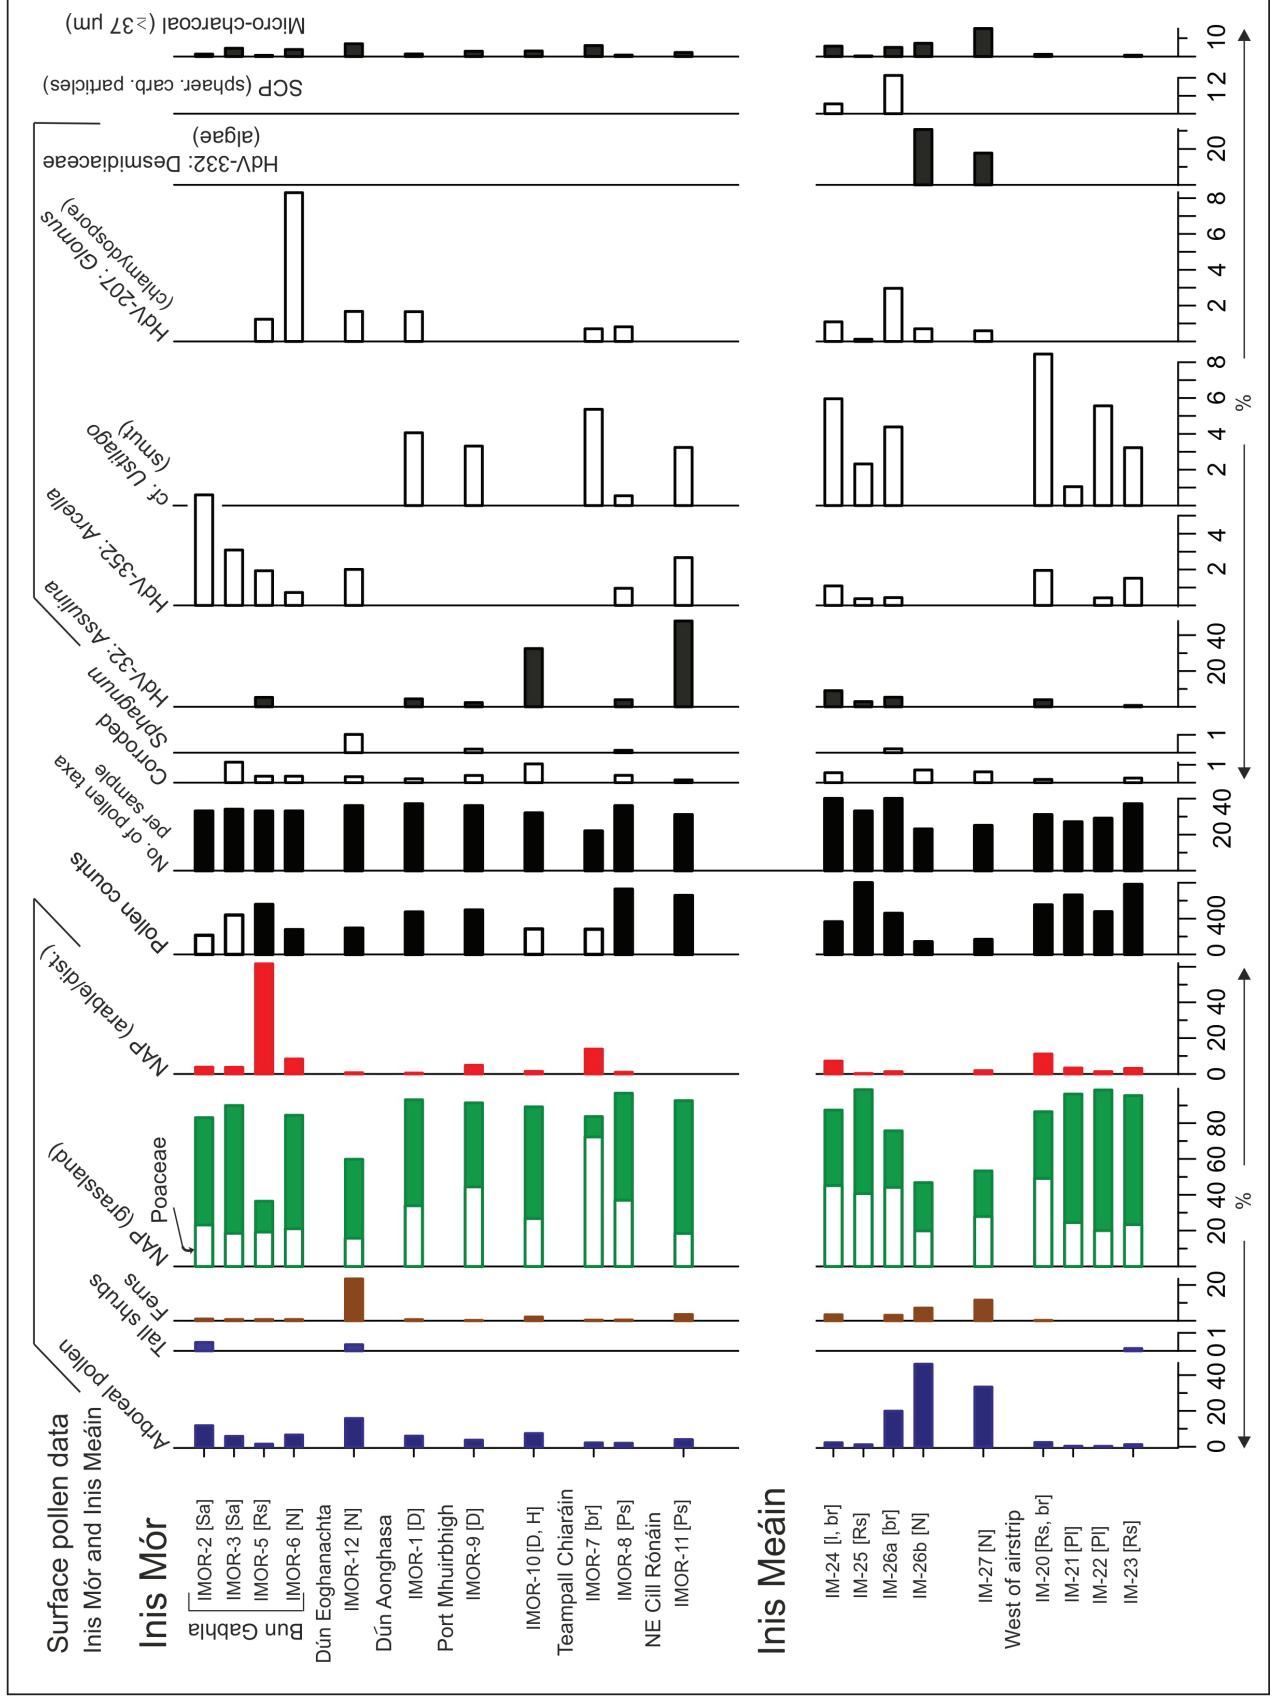 Surface pollen data
Inis Mór and Inis Meáin
Arboreal pollen
Tall shrubs
Ferns
NAP (grassland)
Poaceae
NAP (arable/dist.)
Pollen counts
No. of pollen taxa
per sample
Corroded
Sphagnum
HdV-32: Assulina
HdV-352: Arcella
cf. Ustilago
(smut)
HdV-207: Glomus
(chlamydospore)
HdV-332: Desmidiaceae
(algae)
SCP (sphaer. carb. particles)
Micro-charcoal (≥37 µm)
Inis Mór
Bun Gabhla
IMOR-2 [Sa]
IMOR-3 [Sa]
IMOR-5 [Rs]
IMOR-6 [N]
Dún Eoghanachta
IMOR-12 [N]
Dún Aonghasa
IMOR-1 [D]
Port Mhuirbhigh
IMOR-9 [D]
IMOR-10 [D, H]
Teampall Chiaráin
IMOR-7 [br]
IMOR-8 [Ps]
NE Cill Rónáin
IMOR-11 [Ps]
Inis Meáin
IM-24 [l, br]
IM-25 [Rs]
IM-26a [br]
IM-26b [N]
IM-27 [N]
West of airstrip
IM-20 [Rs, br]
IM-21 [Pl]
IM-22 [Pl]
IM-23 [Rs]
0 20 40
0 1
20
20 40 60 80
0 20 40
0 400
20 40
1
1
20 40
2 4
2 4 6 8
2 4 6 8
20
12
10
%
%